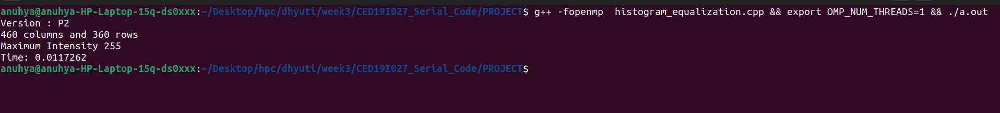 anuhya@anuhya-HP-Laptop-15q-ds0xxx:~/Desktop/hpc/dhyuti/week3/CED19I027_Serial_Code/PROJECT$ g++ -fopenmp  histogram_equalization.cpp && export OMP_NUM_THREADS=1 && ./a.out
Version : P2
460 columns and 360 rows
Maximum Intensity 255
Time: 0.0117262
anuhya@anuhya-HP-Laptop-15q-ds0xxx:~/Desktop/hpc/dhyuti/week3/CED19I027_Serial_Code/PROJECT$